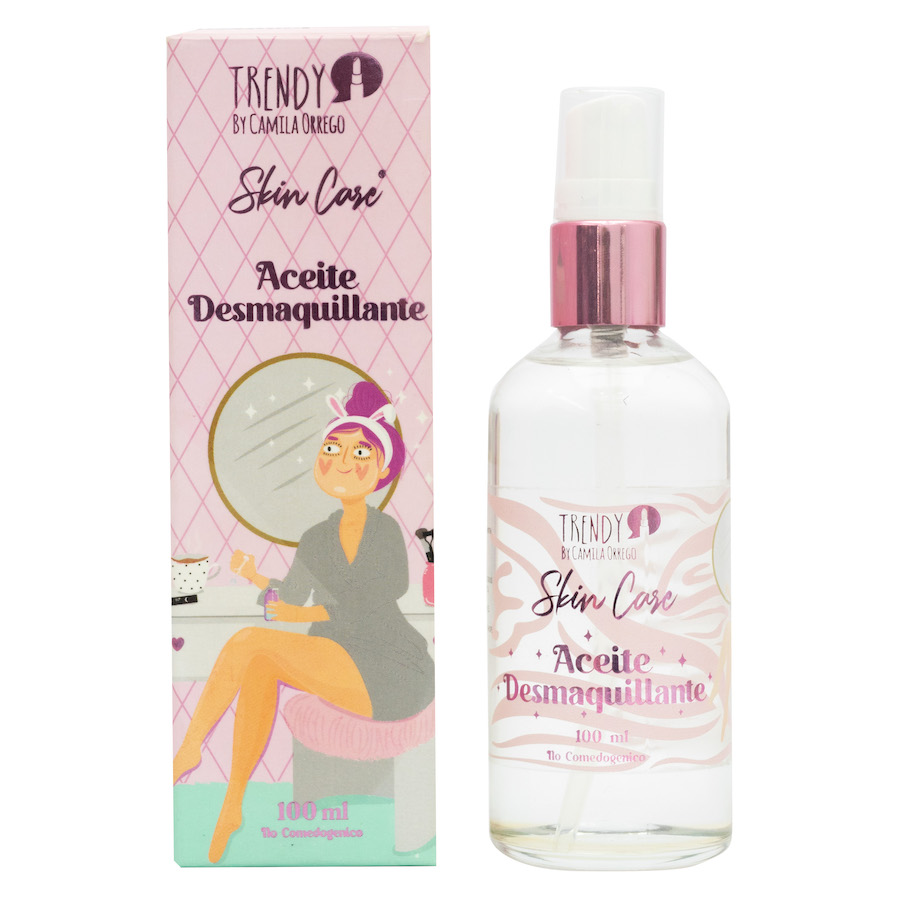 TRENDY
BY CAMILA ORREGO
Skin Care®
Aceite
Desmaquillante
100 ml
No Comedogenico
TRENDY
BY CAMILA ORREGO
Skin Care
Aceite
Desmaquillante
100 ml
No Comedogenico